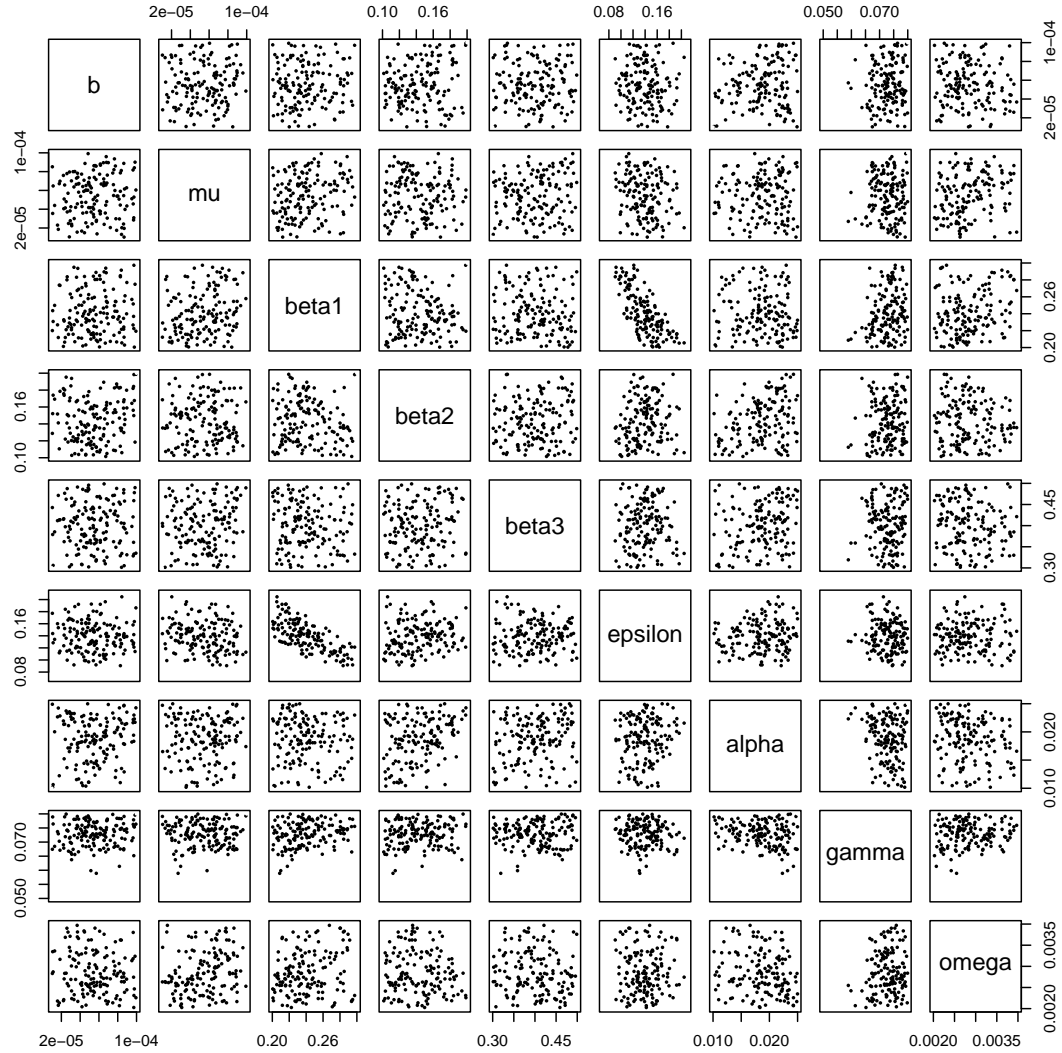 2e-05 1e-04 0.10 0.16 0.08 0.16 0.050 0.070
b 2e-05 1e-04
2e-05 1e-04 mu
beta1 0.20 0.26
0.10 0.16 beta2
beta3 0.30 0.45
0.08 0.16 epsilon
alpha 0.010 0.020
0.050 0.070 gamma
omega 0.0020 0.0035
2e-05 1e-04 0.20 0.26 0.30 0.45 0.010 0.020 0.0020 0.0035